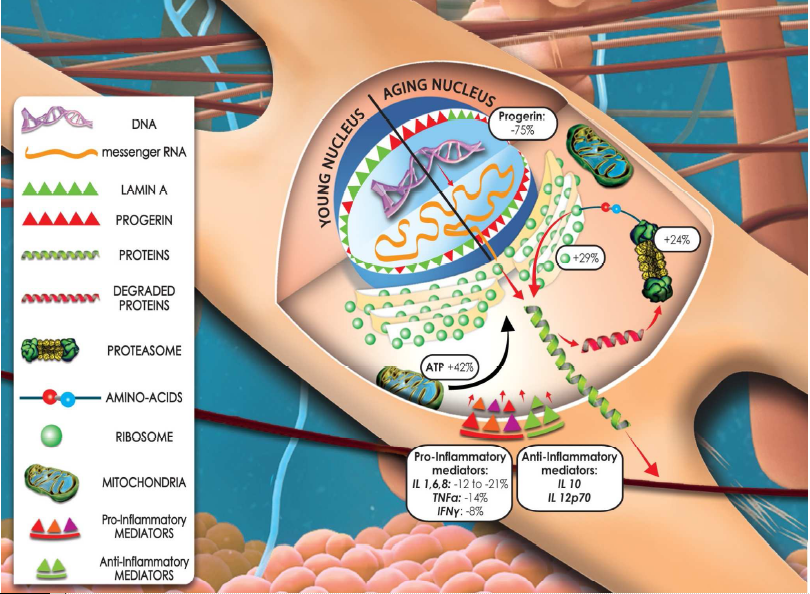 DNA
messenger RNA
LAMIN A
PROGERIN
PROTEINS
DEGRADED
PROTEINS
PROTEASOME
AMINO-ACIDS
RIBOSOME
MITOCHONDRIA
Pro-Inflammatory
MEDIATORS
Anti-Inflammatory
MEDIATORS
YOUNG NUCLEUS
AGING NUCLEUS
Progerin:
-75%
+24%
+29%
ATP +42%
Pro-Inflammatory
mediators:
IL 1,6,8: -12 to -21%
TNFα: -14%
IFNγ: -8%
Anti-Inflammatory
mediators:
IL 10
IL 12p70